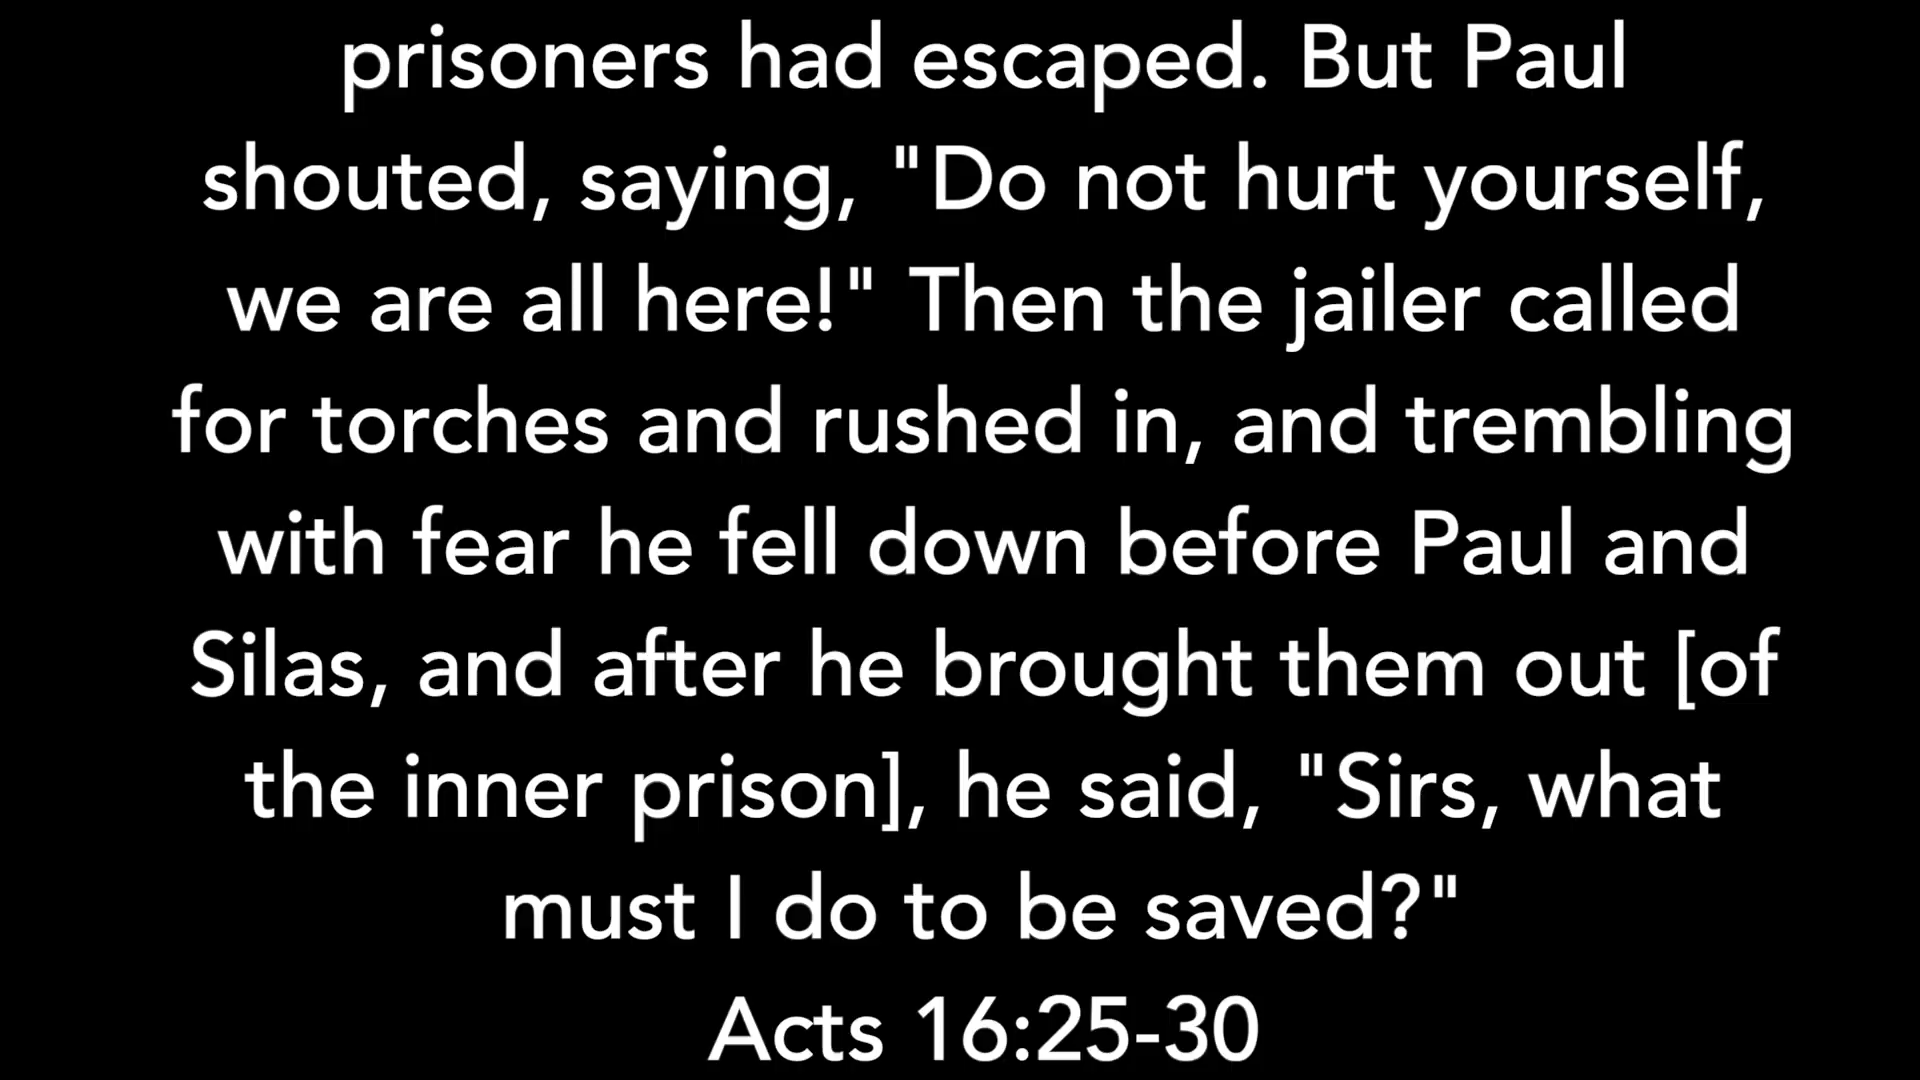 prisoners had escaped. But Paul
shouted, saying, "Do not hurt yourself,
we are all here!" Then the jailer called
for torches and rushed in, and trembling
with fear he fell down before Paul and
Silas, and after he brought them out [of
the inner prison], he said, "Sirs, what
must I do to be saved?"
Acts 16:25-30